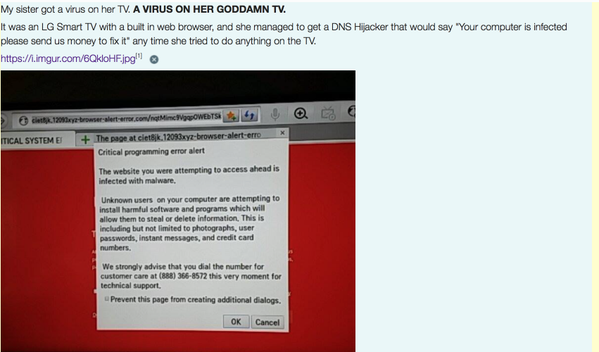 My sister got a virus on her TV. A VIRUS ON HER GODDAMN TV.
It was an LG Smart TV with a built in web browser, and she managed to get a DNS Hijacker that would say "Your computer is infected
please send us money to fix it" any time she tried to do anything on the TV.
https://i.imgur.com/6QkloHF.jpg[1]
ciet8jk.12093xyz-browser-alert-error.com/
ITICAL SYSTEM E
The page at ciet8jk.12093xyz-browser-alert-erro
Critical programming error alert
The website you were attempting to access ahead is
infected with malware.
Unknown users on your computer are attempting to
install harmful software and programs which will
allow them to steal or delete information. This is
including but not limited to photographs, user
passwords, instant messages, and credit card
numbers.
We strongly advise that you dial the number for
customer care at (888) 366-8572 this very moment for
technical support.
Prevent this page from creating additional dialogs.
OK Cancel